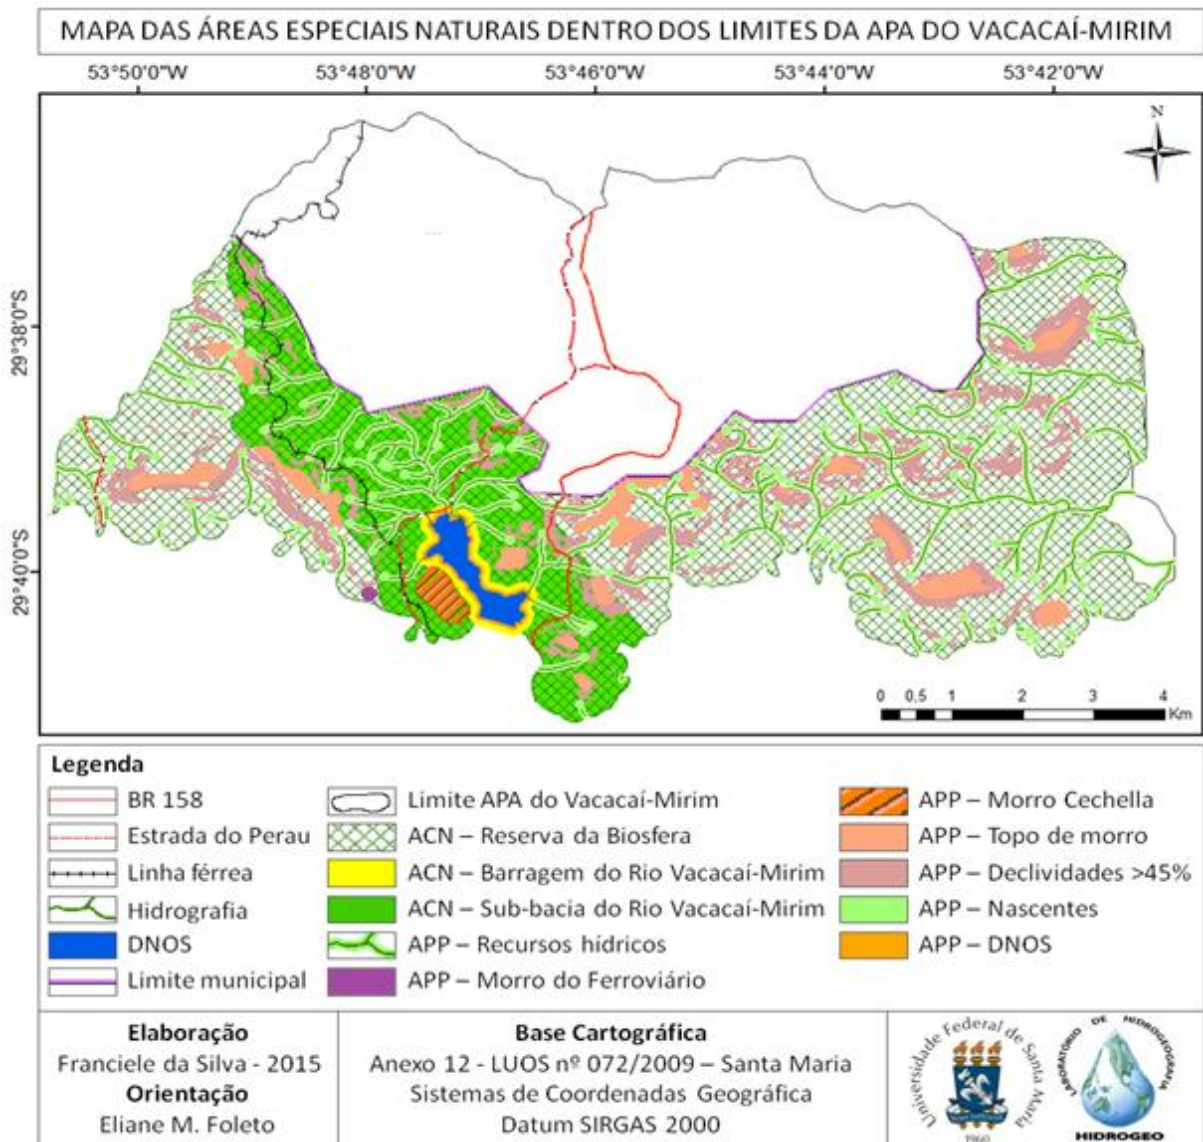 MAPA DAS ÁREAS ESPECIAIS NATURAIS DENTRO DOS LIMITES DA APA DO VACACAÍ-MIRIM
53°50'0"W 53°48'0"W 53°46'0"W 53°44'0"W 53°42'0"W
N
29°38'0"S
29°40'0"S
0 0,5 1 2 3 4
Km
Legenda
BR 158
Estrada do Perau
Linha férrea
Hidrografia
DNOS
Limite municipal
Limite APA do Vacacaí-Mirim
ACN – Reserva da Biosfera
ACN – Barragem do Rio Vacacaí-Mirim
ACN – Sub-bacia do Rio Vacacaí-Mirim
APP – Recursos hídricos
APP – Morro do Ferroviário
APP – Morro Cechella
APP – Topo de morro
APP – Declividades >45%
APP – Nascentes
APP – DNOS
Elaboração
Franciele da Silva - 2015
Orientação
Eliane M. Foleto
Base Cartográfica
Anexo 12 - LUOS nº 072/2009 – Santa Maria
Sistemas de Coordenadas Geográfica
Datum SIRGAS 2000
Universidade Federal de Santa Maria
1960
LABORATÓRIO DE HIDROGEOGRAFIA
HIDROGEO